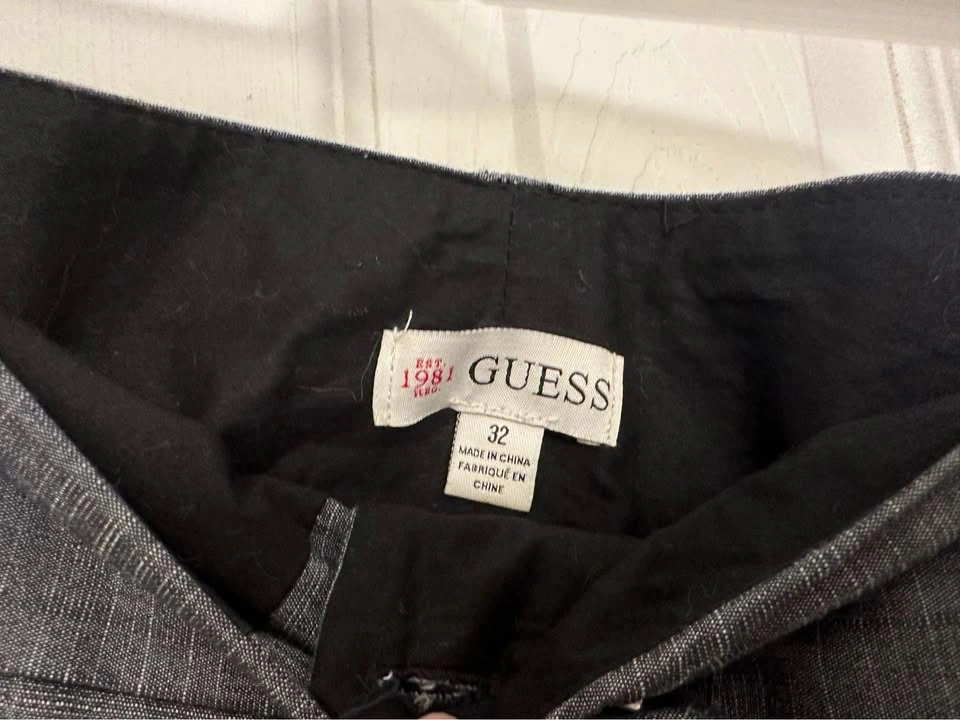 EST.
1981
GUESS
32
MADE IN CHINA
FABRIQUÉ EN
CHINE